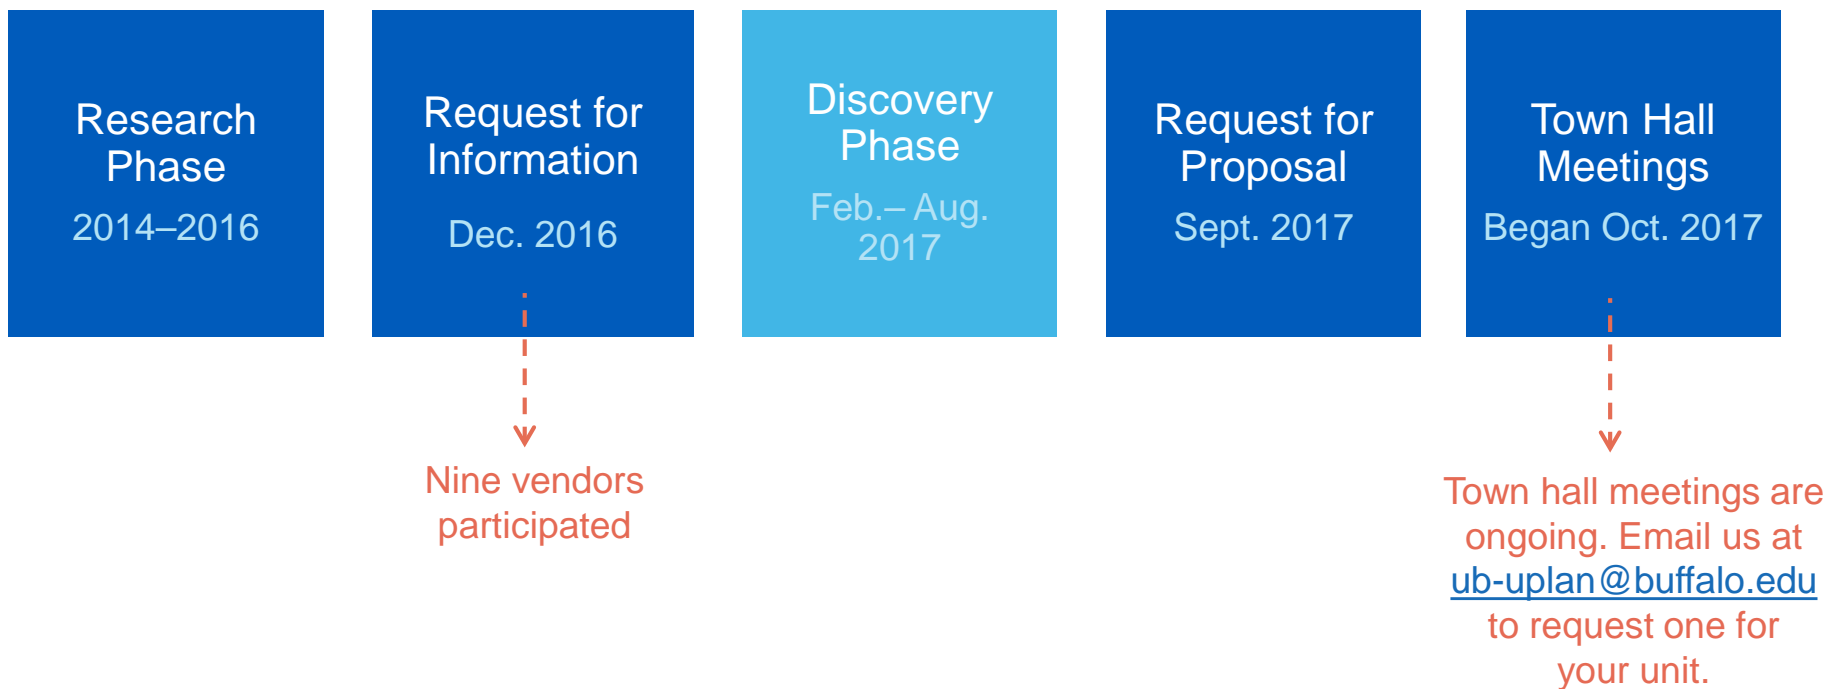 Research
Phase
2014–2016
Request for
Information
Dec. 2016
Discovery
Phase
Feb.– Aug.
2017
Request for
Proposal
Sept. 2017
Town Hall
Meetings
Began Oct. 2017
Nine vendors
participated
Town hall meetings are
ongoing. Email us at
ub-uplan@buffalo.edu
to request one for
your unit.